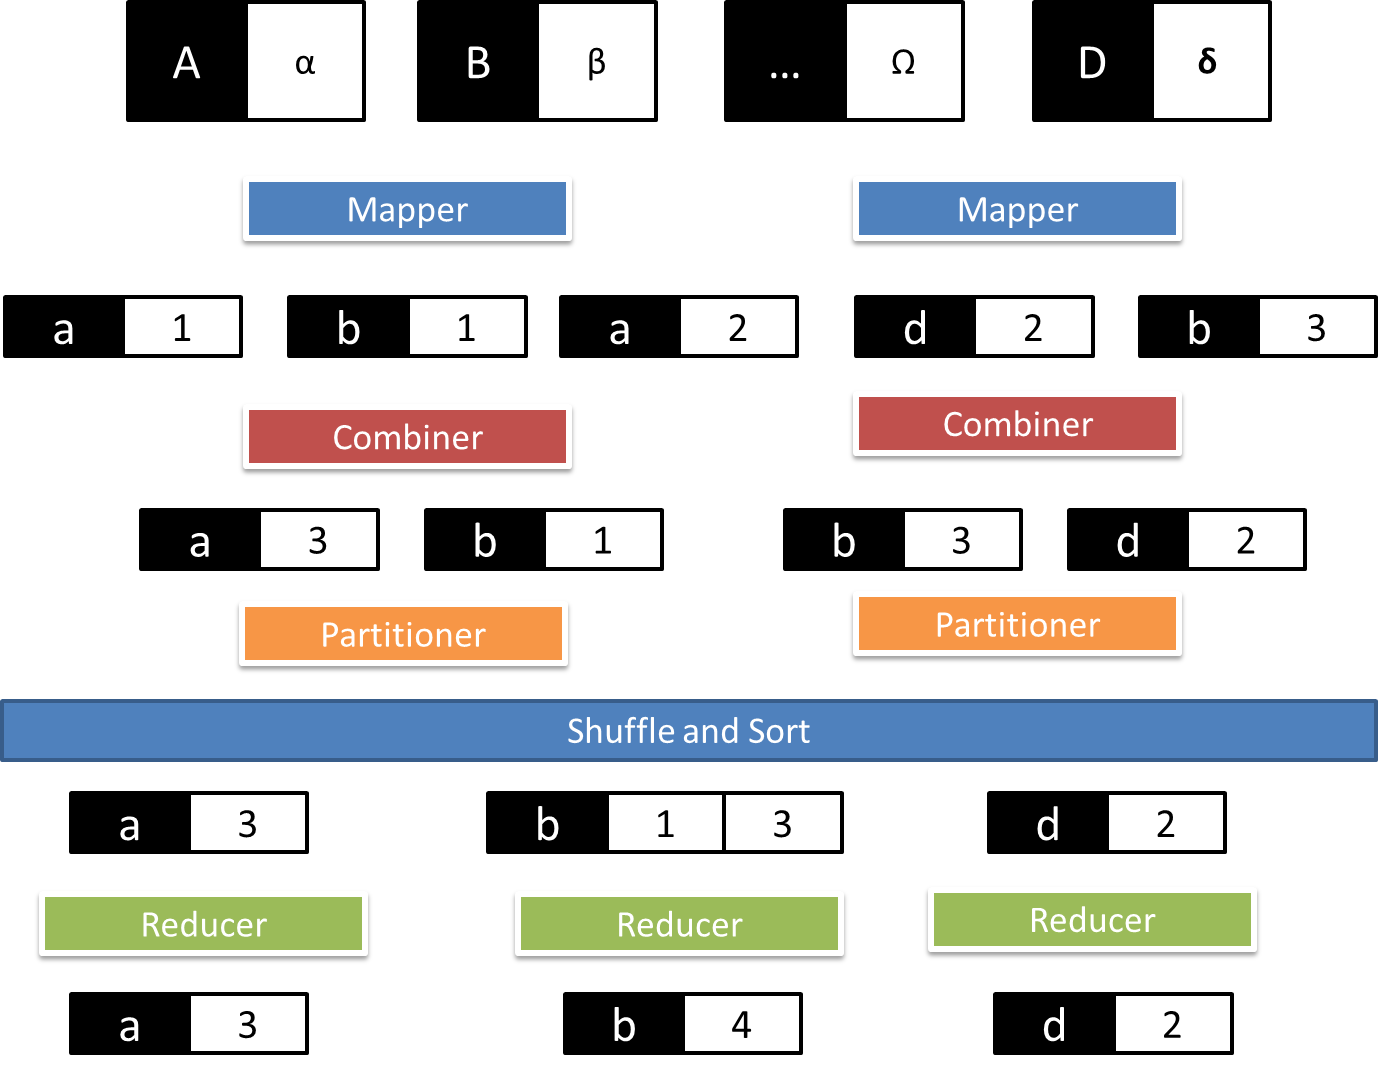 A α B β ... Ω D δ
Mapper Mapper
a 1 b 1 a 2 d 2 b 3
Combiner Combiner
a 3 b 1 b 3 d 2
Partitioner Partitioner
Shuffle and Sort
a 3 b 1 3 d 2
Reducer Reducer Reducer
a 3 b 4 d 2